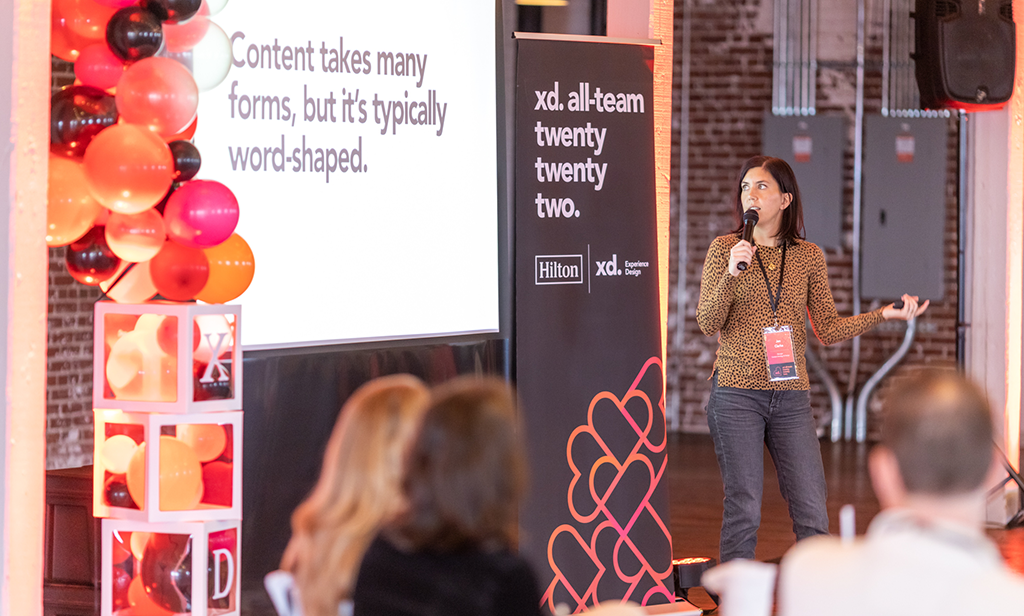 Content takes many
forms, but it's typically
word-shaped.
xd. all-team
twenty
twenty
two.
Hilton
xd. Experience
Design
X
D